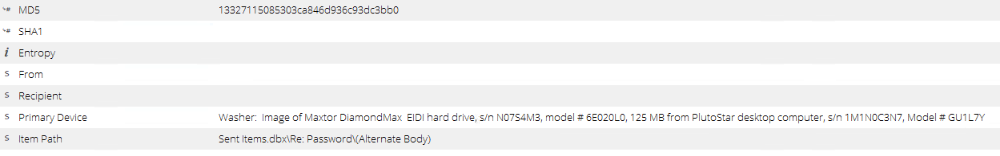 MD5 13327115085303ca846d936c93dc3bb0
SHA1
i Entropy
S From
S Recipient
S Primary Device Washer: Image of Maxtor DiamondMax EIDI hard drive, s/n N07S4M3, model # 6E020L0, 125 MB from PlutoStar desktop computer, s/n 1M1N0C3N7, Model # GU1L7Y
S Item Path Sent Items.dbx\Re: Password\(Alternate Body)